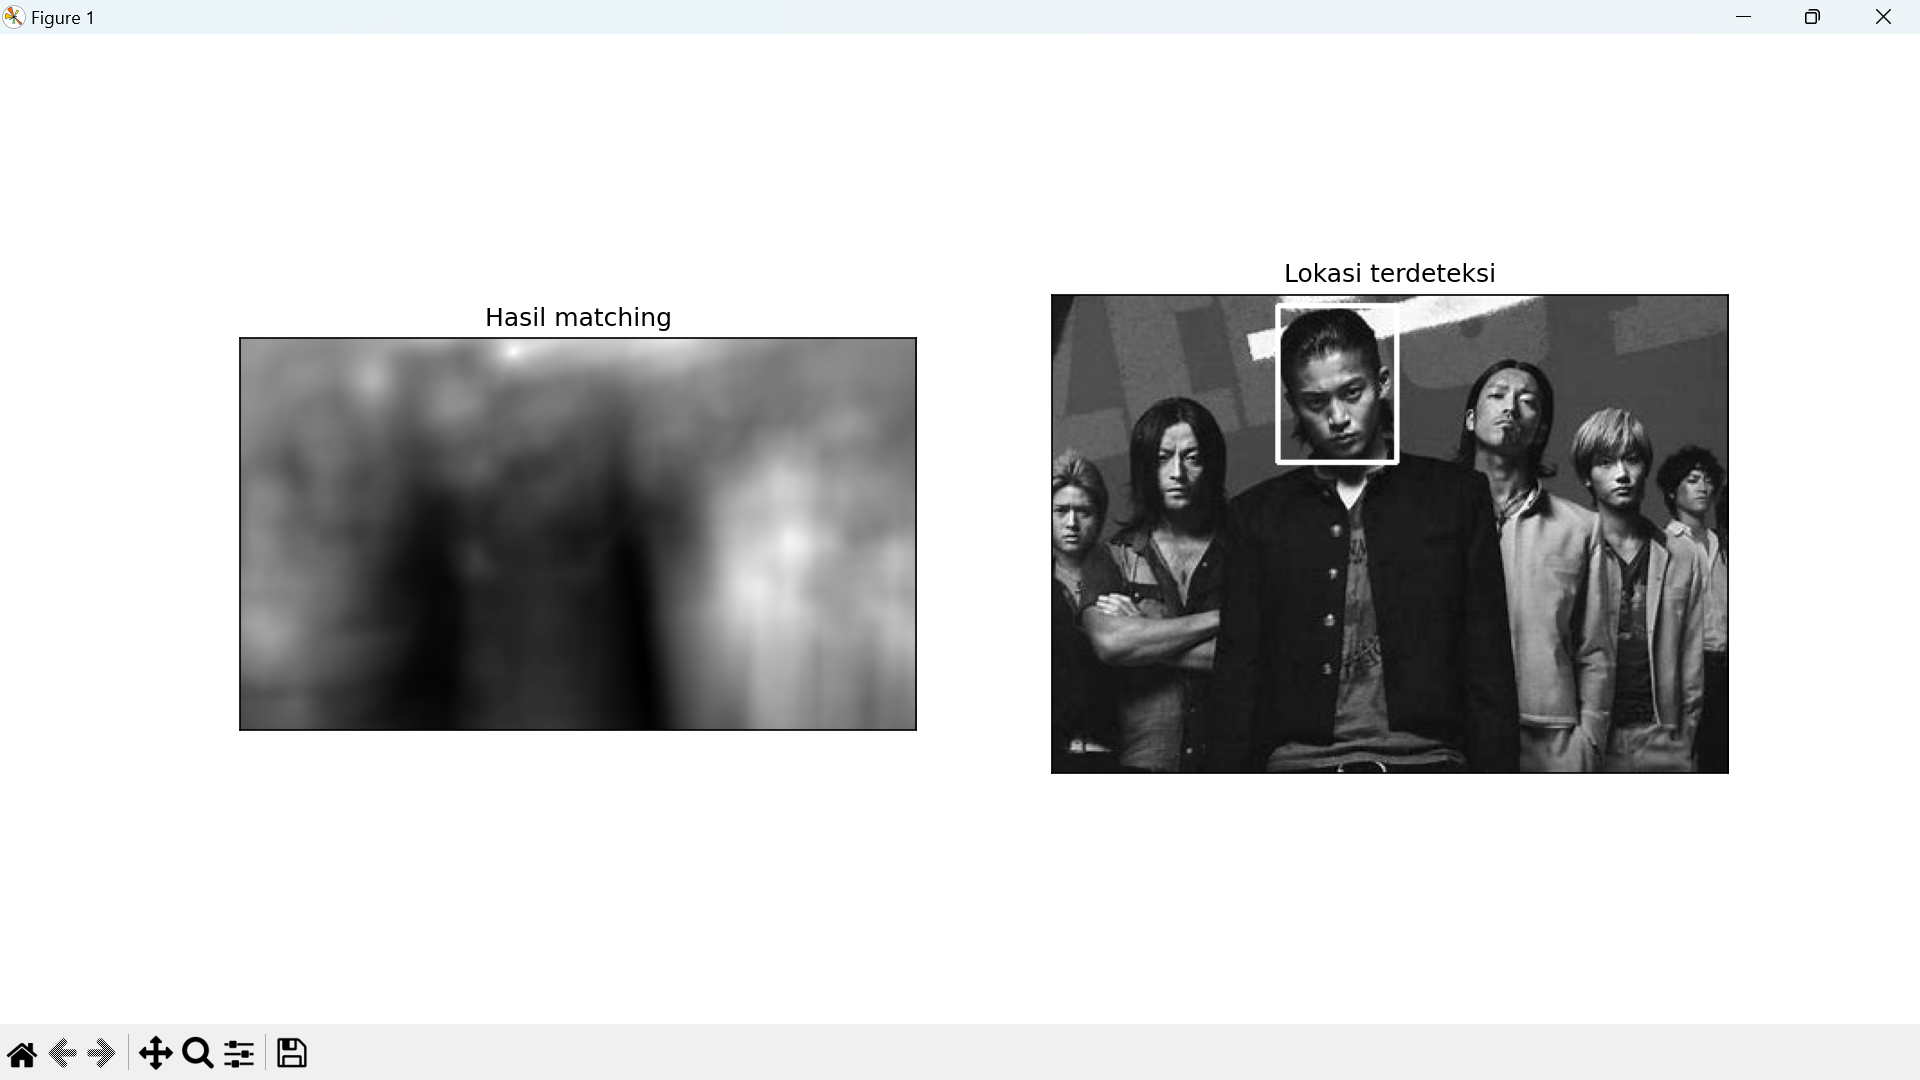 Figure 1
Hasil matching
Lokasi terdeteksi